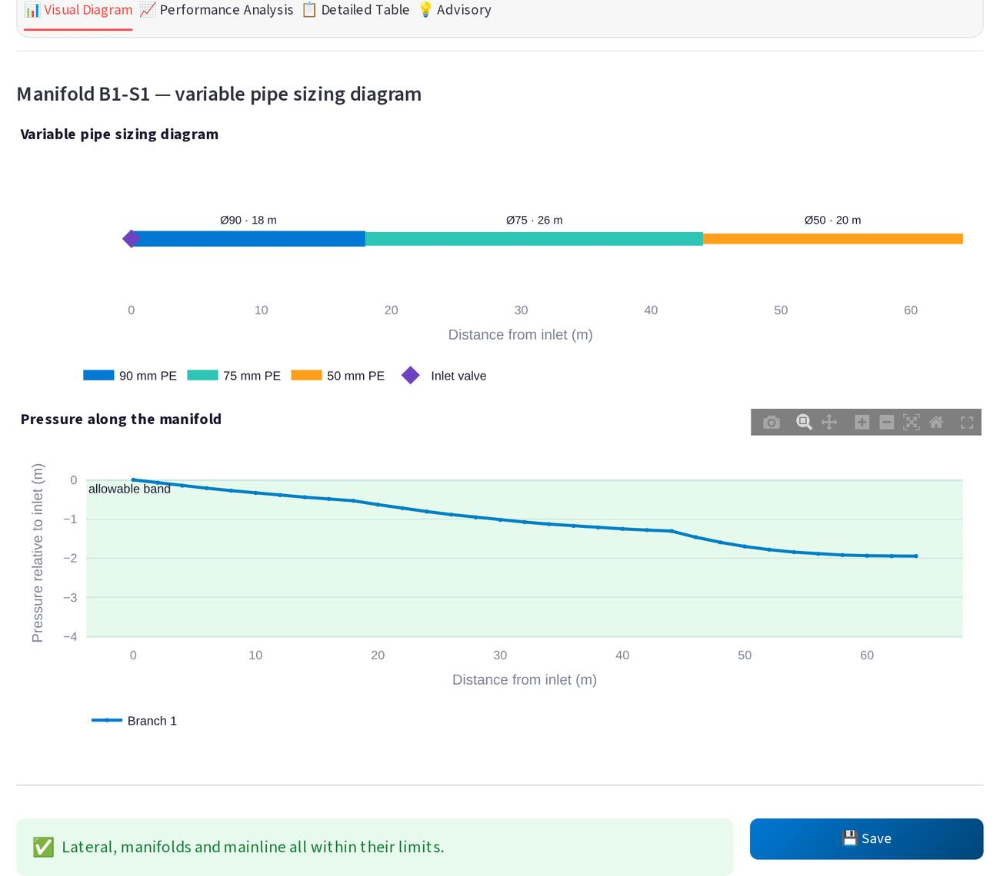 📊 Visual Diagram 📈 Performance Analysis 📋 Detailed Table 💡 Advisory
Manifold B1-S1 — variable pipe sizing diagram
Variable pipe sizing diagram
Ø90 · 18 m Ø75 · 26 m Ø50 · 20 m
0 10 20 30 40 50 60
Distance from inlet (m)
90 mm PE 75 mm PE 50 mm PE Inlet valve
Pressure along the manifold
Pressure relative to inlet (m)
0
allowable band
−1
−2
−3
−4
0 10 20 30 40 50 60
Distance from inlet (m)
Branch 1
✅ Lateral, manifolds and mainline all within their limits.
💾 Save